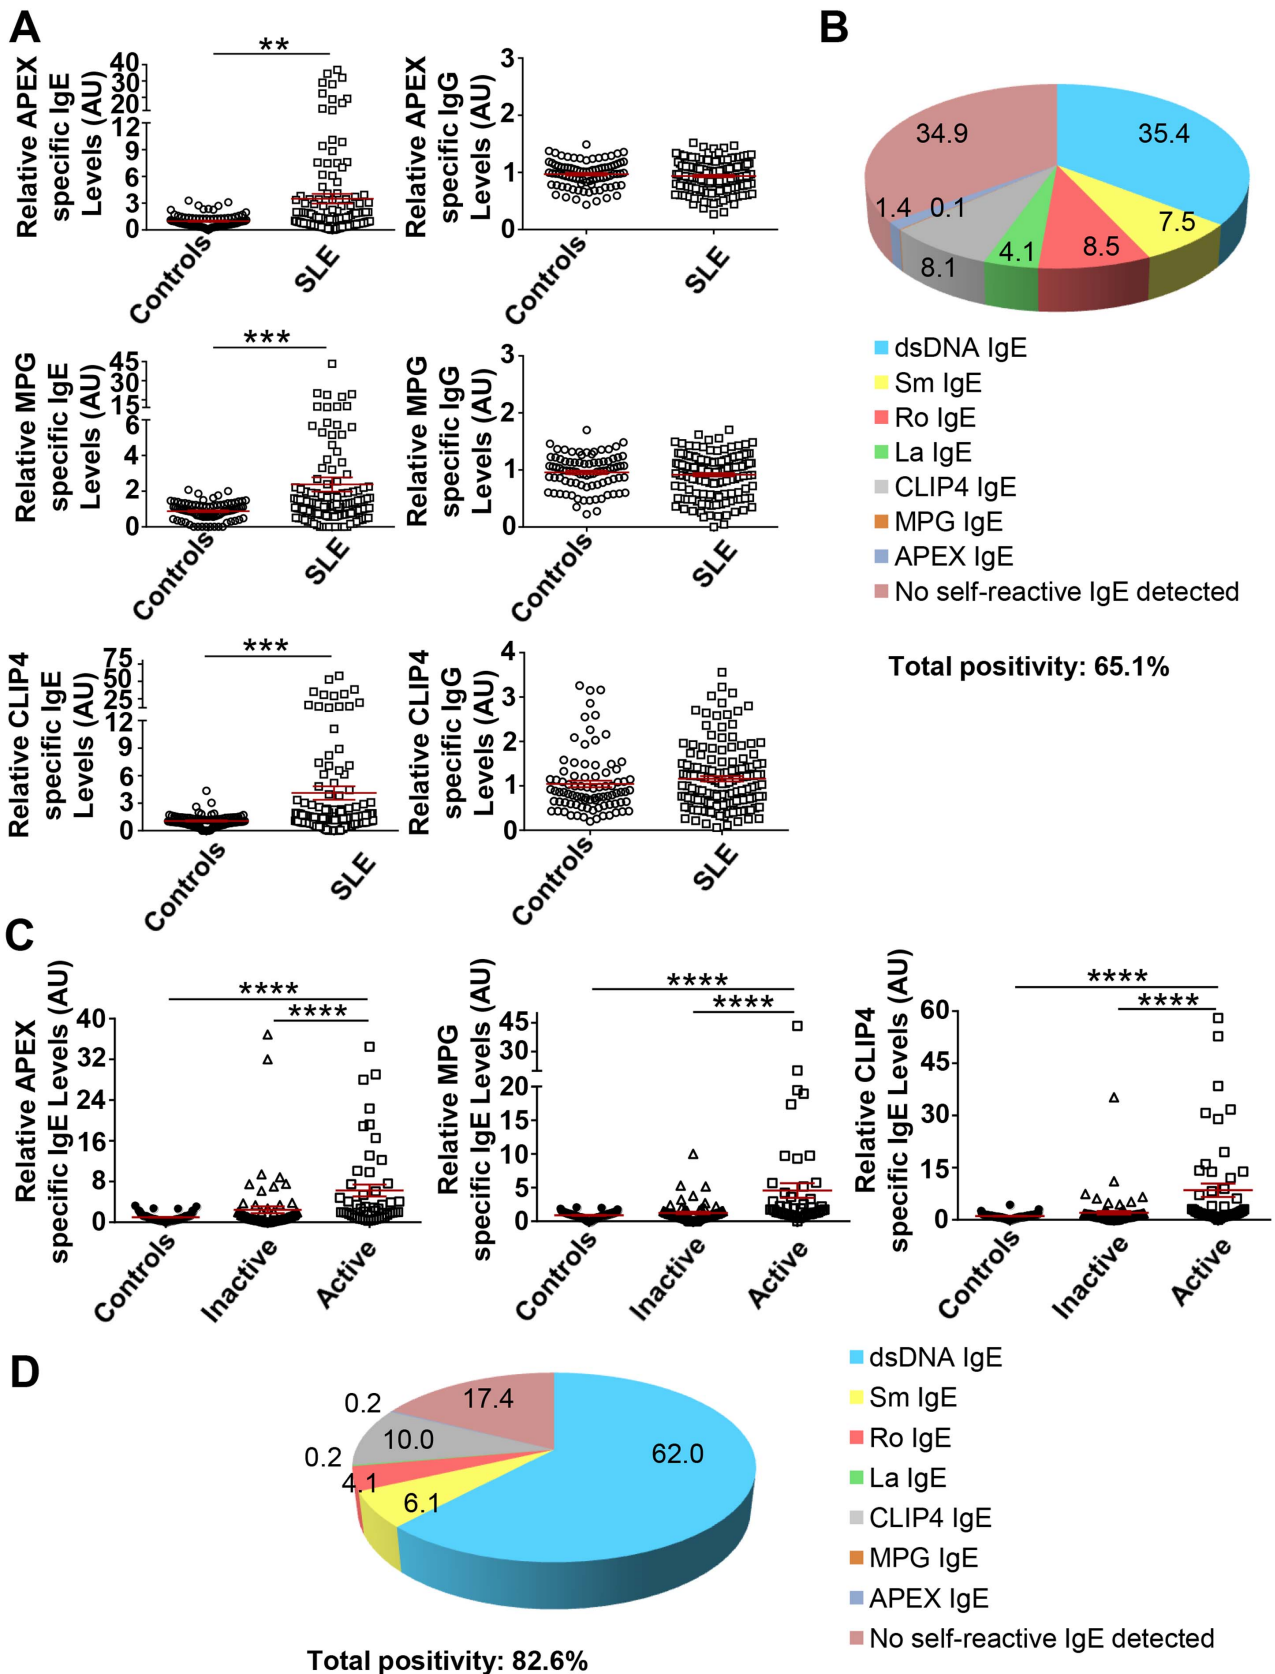 A
Relative APEX
specific IgE
Levels (AU)
40
30
20
12
9
6
3
0
**
Controls
SLE
Relative APEX
specific IgG
Levels (AU)
3
2
1
0
Controls
SLE
Relative MPG
specific IgE
Levels (AU)
45
30
15
6
4
2
0
***
Controls
SLE
Relative MPG
specific IgG
Levels (AU)
3
2
1
0
Controls
SLE
Relative CLIP4
specific IgE
Levels (AU)
75
50
25
12
9
6
3
0
***
Controls
SLE
Relative CLIP4
specific IgG
Levels (AU)
4
3
2
1
0
Controls
SLE
B
34.9
35.4
1.4
0.1
7.5
8.1
4.1
8.5
dsDNA IgE
Sm IgE
Ro IgE
La IgE
CLIP4 IgE
MPG IgE
APEX IgE
No self-reactive IgE detected
Total positivity: 65.1%
C
Relative APEX
specific IgE Levels (AU)
40
32
24
16
8
0
****
****
Controls
Inactive
Active
Relative MPG
specific IgE Levels (AU)
45
30
20
15
10
5
0
****
****
Controls
Inactive
Active
Relative CLIP4
specific IgE Levels (AU)
60
45
30
15
0
****
****
Controls
Inactive
Active
D
0.2
17.4
10.0
62.0
0.2
4.1
6.1
dsDNA IgE
Sm IgE
Ro IgE
La IgE
CLIP4 IgE
MPG IgE
APEX IgE
No self-reactive IgE detected
Total positivity: 82.6%